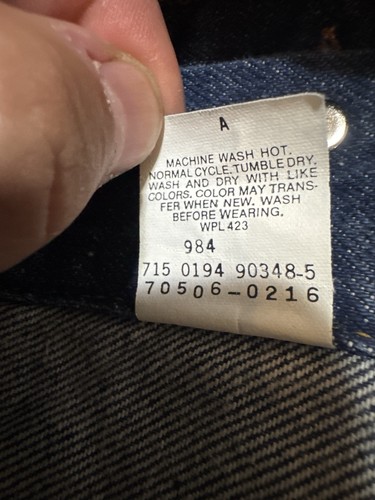 A
MACHINE WASH HOT.
NORMAL CYCLE.TUMBLE DRY.
WASH AND DRY WITH LIKE
COLORS. COLOR MAY TRANS-
FER WHEN NEW. WASH
BEFORE WEARING.
WPL 423
984
715 0194 90348-5
70506-0216